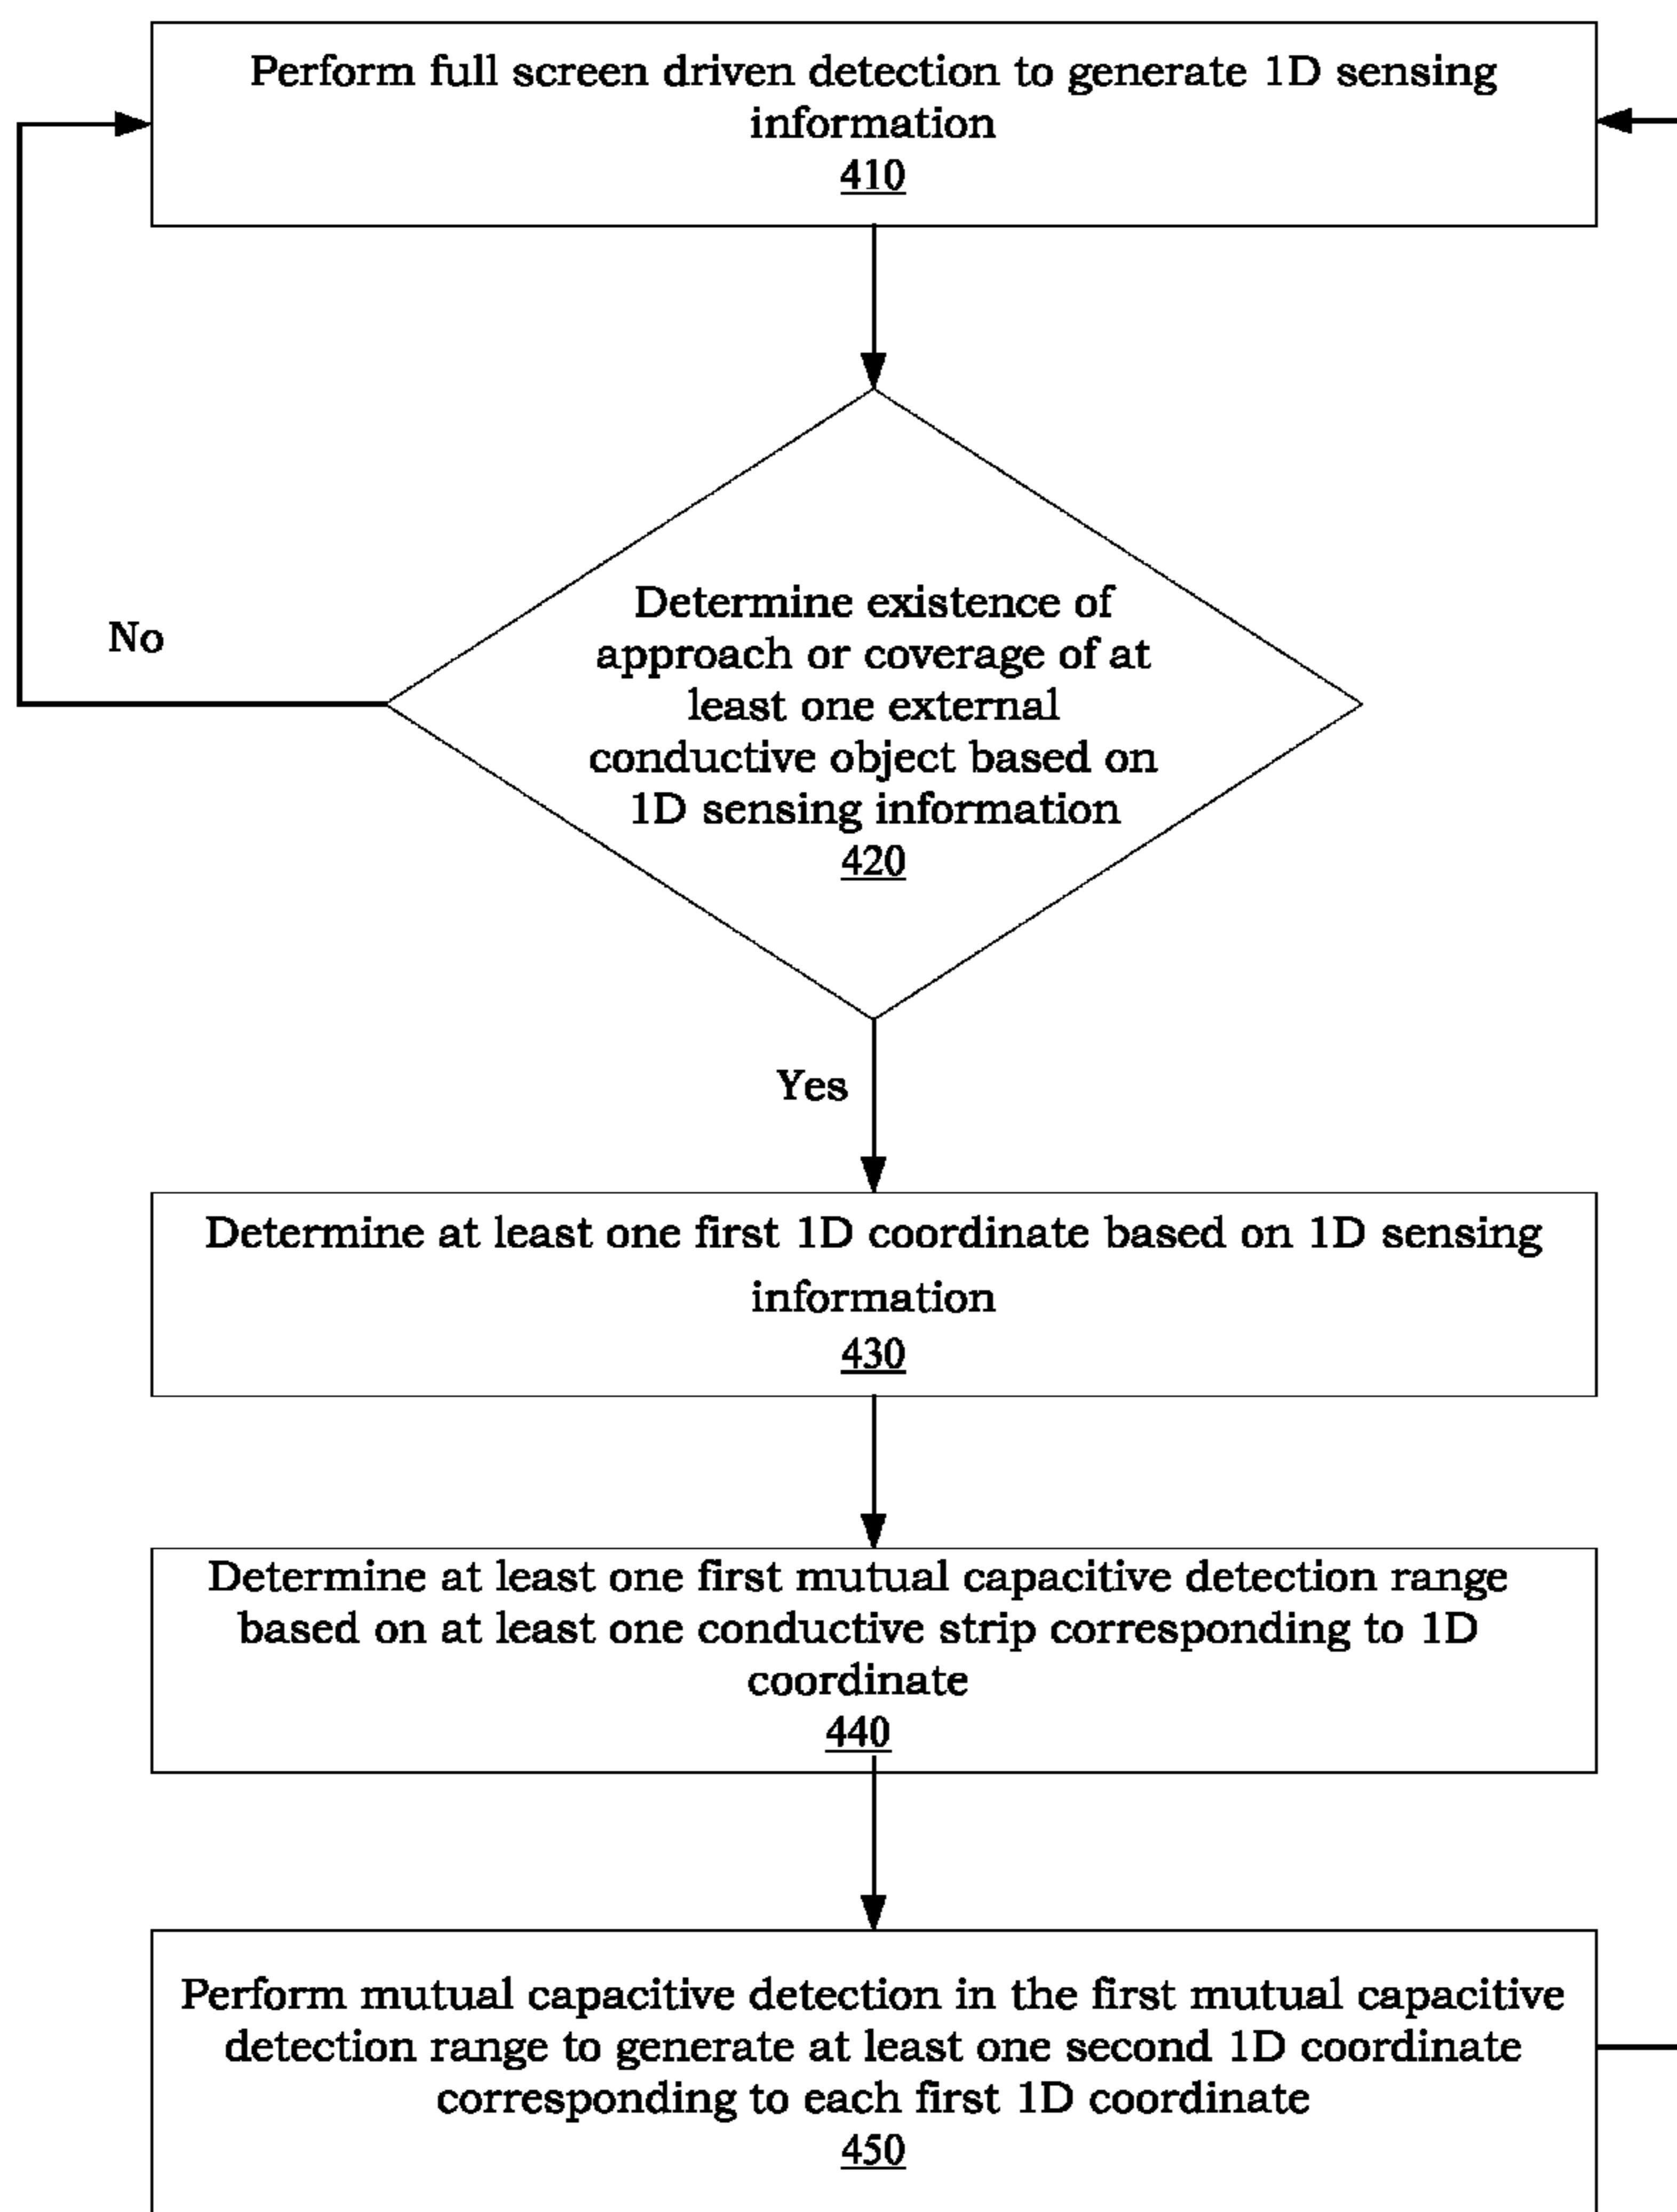 Perform full screen driven detection to generate 1D sensing
information
410
Determine existence of
approach or coverage of at
least one external
conductive object based on
1D sensing information
420
No
Yes
Determine at least one first 1D coordinate based on 1D sensing
information
430
Determine at least one first mutual capacitive detection range
based on at least one conductive strip corresponding to 1D
coordinate
440
Perform mutual capacitive detection in the first mutual capacitive
detection range to generate at least one second 1D coordinate
corresponding to each first 1D coordinate
450